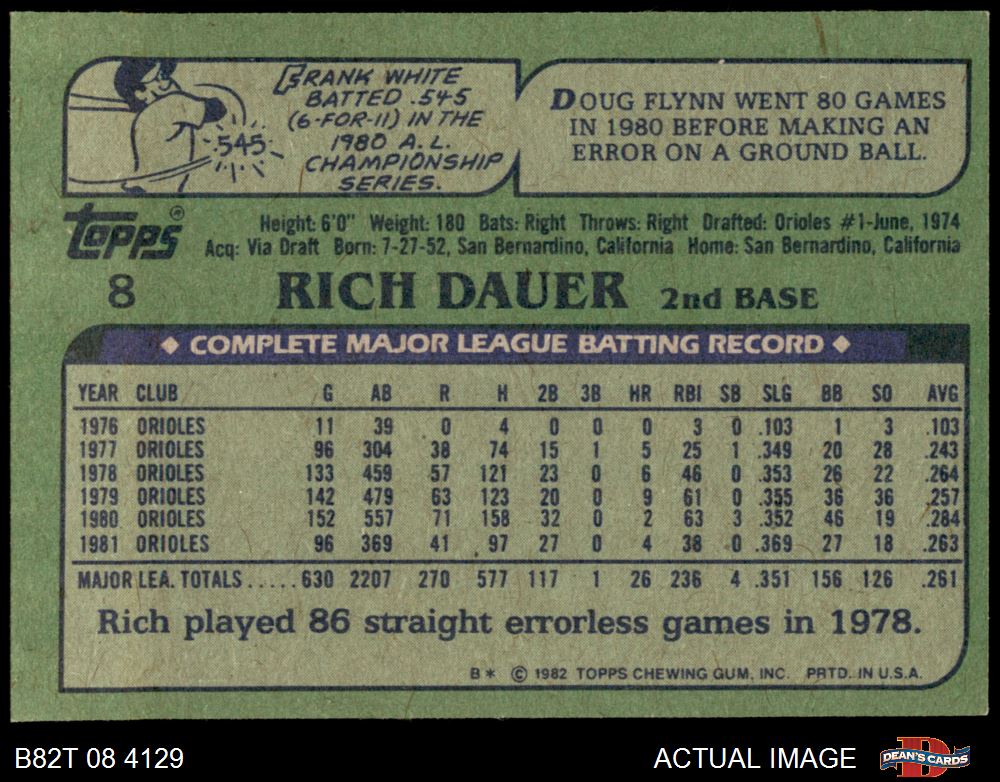 FRANK WHITE
BATTED .545
(6-FOR-11) IN THE
1980 A.L.
CHAMPIONSHIP
SERIES.
.545
DOUG FLYNN WENT 80 GAMES
IN 1980 BEFORE MAKING AN
ERROR ON A GROUND BALL.
topps®
Height: 6'0" Weight: 180 Bats: Right Throws: Right Drafted: Orioles #1-June, 1974
Acq: Via Draft Born: 7-27-52, San Bernardino, California Home: San Bernardino, California
8 RICH DAUER 2nd BASE
◆ COMPLETE MAJOR LEAGUE BATTING RECORD ◆
YEAR CLUB G AB R H 2B 3B HR RBI SB SLG BB SO AVG
1976 ORIOLES 11 39 0 4 0 0 0 3 0 .103 1 3 .103
1977 ORIOLES 96 304 38 74 15 1 5 25 1 .349 20 28 .243
1978 ORIOLES 133 459 57 121 23 0 6 46 0 .353 26 22 .264
1979 ORIOLES 142 479 63 123 20 0 9 61 0 .355 36 36 .257
1980 ORIOLES 152 557 71 158 32 0 2 63 3 .352 46 19 .284
1981 ORIOLES 96 369 41 97 27 0 4 38 0 .369 27 18 .263
MAJOR LEA. TOTALS.....630 2207 270 577 117 1 26 236 4 .351 156 126 .261
Rich played 86 straight errorless games in 1978.
B* © 1982 TOPPS CHEWING GUM, INC. PRTD. IN U.S.A.
B82T 08 4129
ACTUAL IMAGE
DEAN'S CARDS